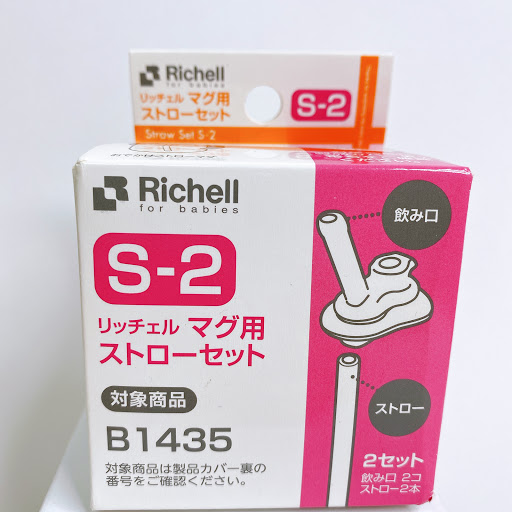 Richell
for babies
リッチェル マグ用
ストローセット
S-2
Straw Set S-2
Richell
for babies
S-2
リッチェル マグ用
ストローセット
対象商品
B1435
対象商品は製品カバー裏の
番号をご確認ください。
飲み口
ストロー
2セット
飲み口 2コ
ストロー2本